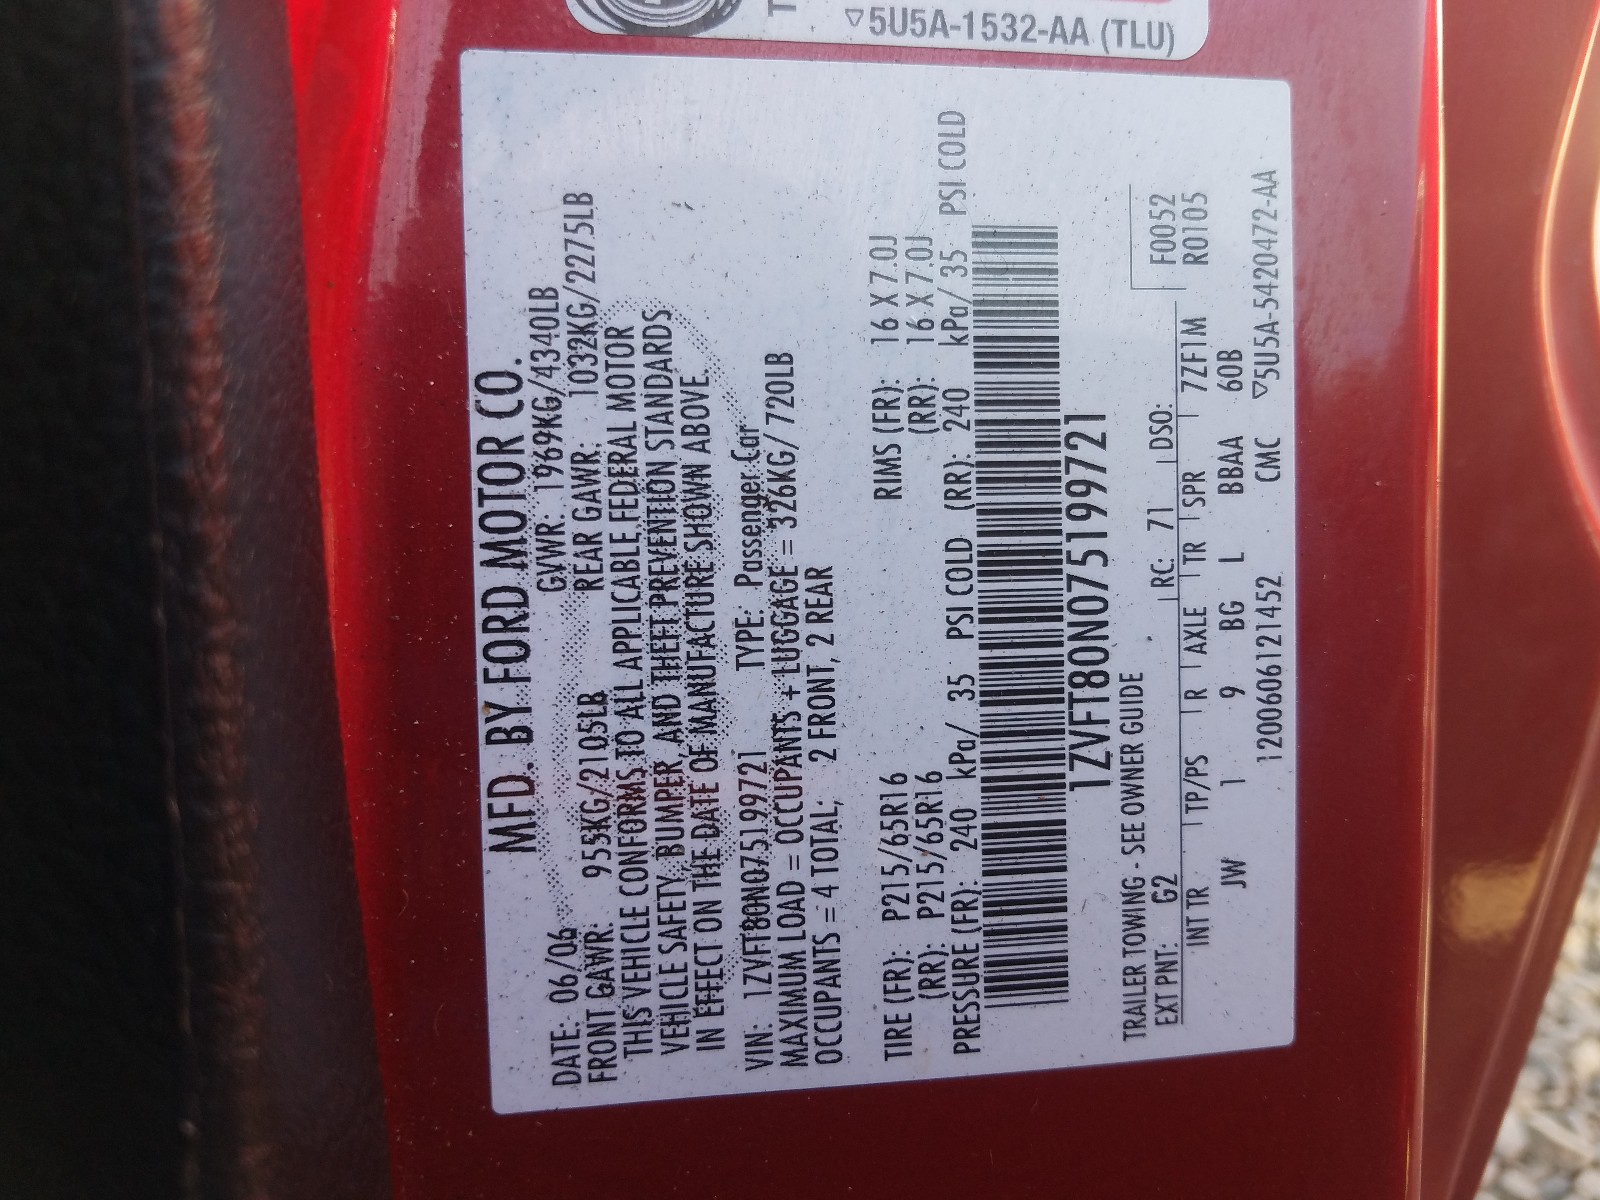 5U5A-1532-AA (TLU)
MFD. BY FORD MOTOR CO.
DATE: 06/06 GVWR: 1969KG/4340LB
FRONT GAWR: 955KG/2105LB REAR GAWR: 1032KG/2275LB
THIS VEHICLE CONFORMS TO ALL APPLICABLE FEDERAL MOTOR
VEHICLE SAFETY, BUMPER, AND THEFT PREVENTION STANDARDS
IN EFFECT ON THE DATE OF MANUFACTURE SHOWN ABOVE.
VIN: 1ZVFT80N075199721 TYPE: Passenger Car
MAXIMUM LOAD = OCCUPANTS + LUGGAGE = 326KG/ 720LB
OCCUPANTS = 4 TOTAL; 2 FRONT, 2 REAR
TIRE (FR): P215/65R16 RIMS (FR): 16 X 7.0J
(RR): P215/65R16 (RR): 16 X 7.0J
PRESSURE (FR): 240 kPa/ 35 PSI COLD (RR): 240 kPa/ 35 PSI COLD
1ZVFT80N075199721
TRAILER TOWING - SEE OWNER GUIDE
EXT PNT: G2 RC: 71 DSO: F0052
R0105
INT TR TP/PS R AXLE TR SPR 7ZF1M
JW 1 9 BG L BBAA 60B
12006061214​52 CMC ▽5U5A-5420472-AA